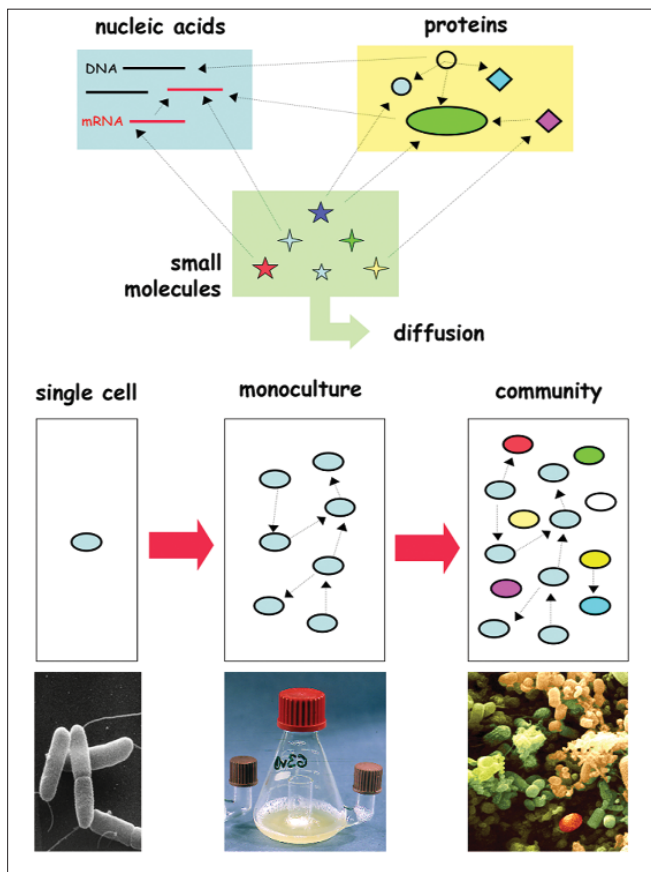 nucleic acids
proteins
DNA
mRNA
small
molecules
diffusion
single cell
monoculture
community